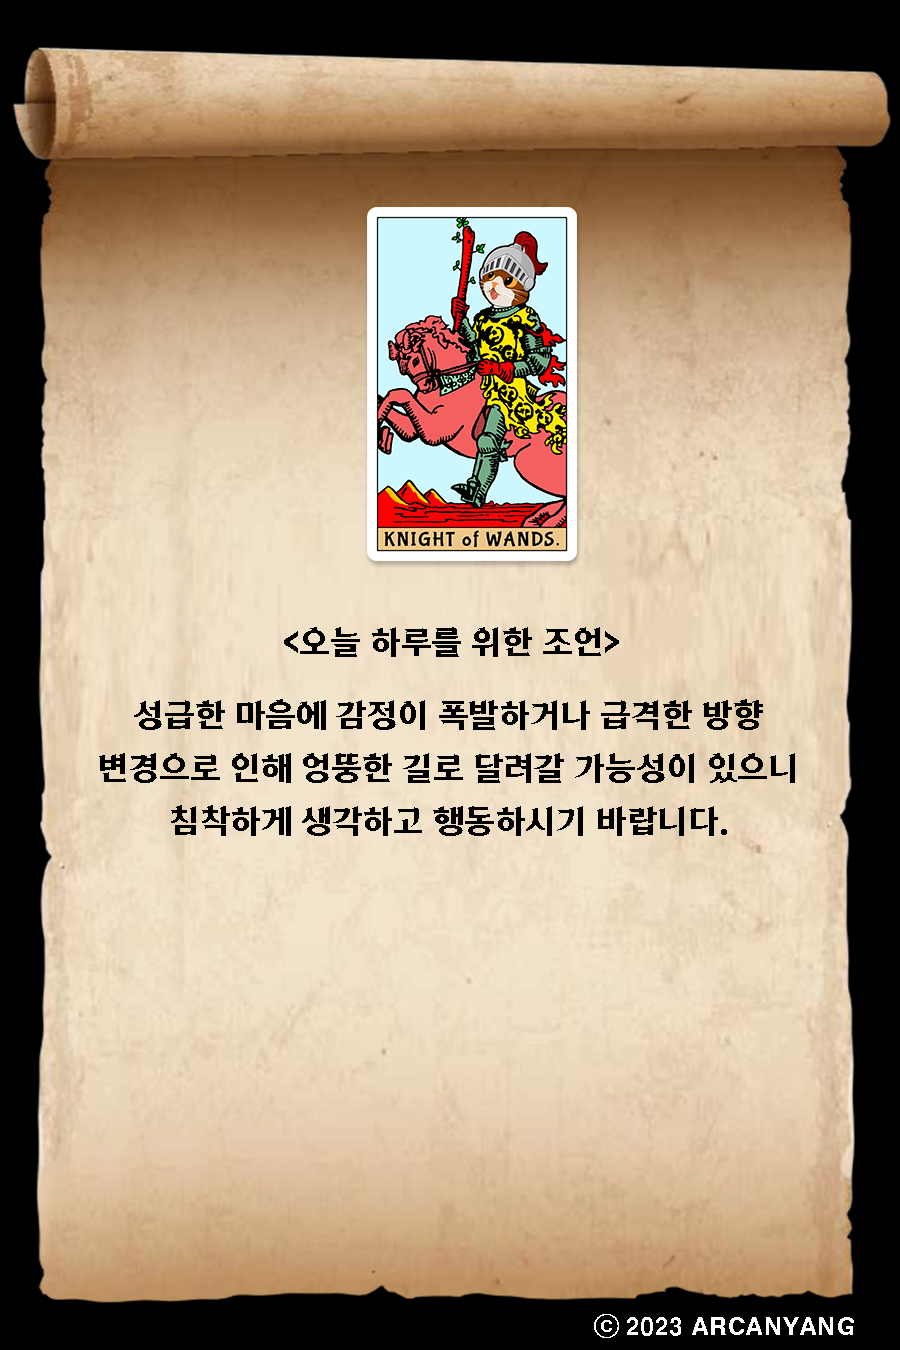 KNIGHT of WANDS.
<오늘 하루를 위한 조언>
성급한 마음에 감정이 폭발하거나 급격한 방향
변경으로 인해 엉뚱한 길로 달려갈 가능성이 있으니
침착하게 생각하고 행동하시기 바랍니다.
ⓒ 2023 ARCANYANG